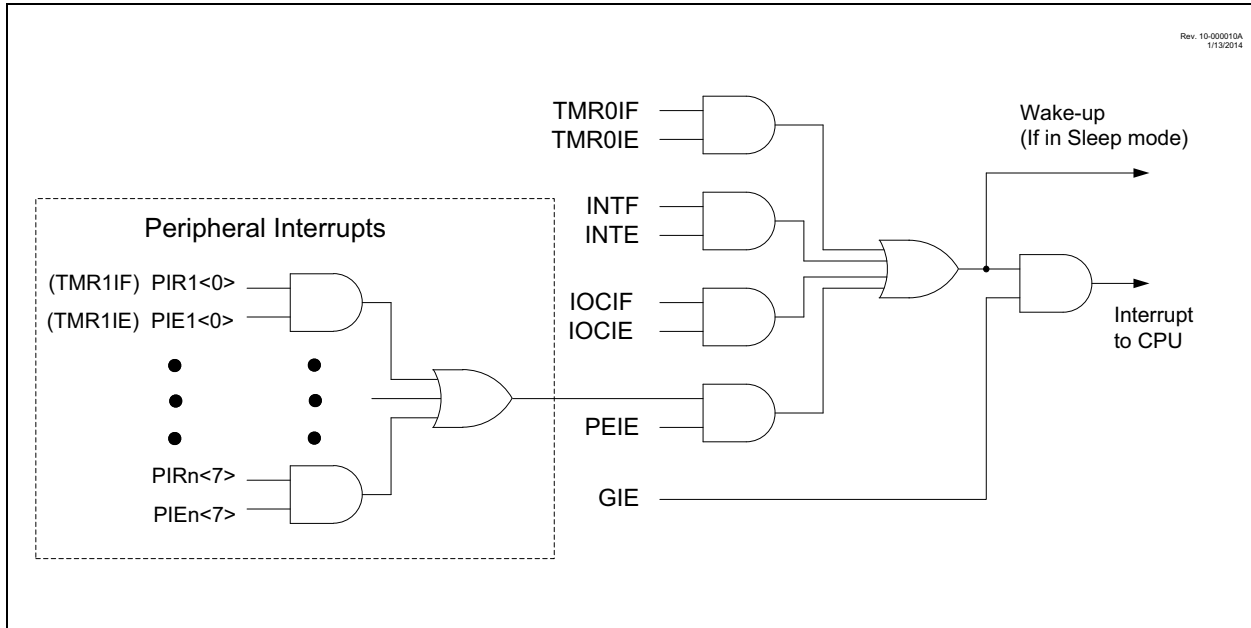 Rev. 10-000010A
1/13/2014
TMR0IF
TMR0IE
Wake-up
(If in Sleep mode)
INTF
INTE
Peripheral Interrupts
(TMR1IF) PIR1<0>
(TMR1IE) PIE1<0>
IOCIF
IOCIE
Interrupt
to CPU
PEIE
PIRn<7>
PIEn<7>
GIE